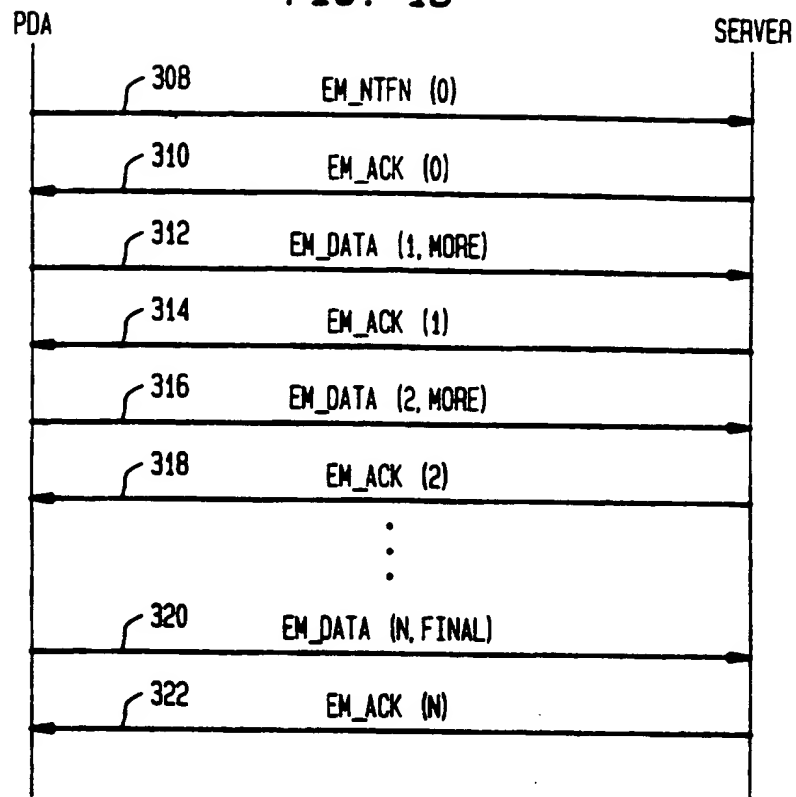 PDA
SERVER
308
EM_NTFN (0)
310
EM_ACK (0)
312
EM_DATA (1, MORE)
314
EM_ACK (1)
316
EM_DATA (2, MORE)
318
EM_ACK (2)
320
EM_DATA (N, FINAL)
322
EM_ACK (N)